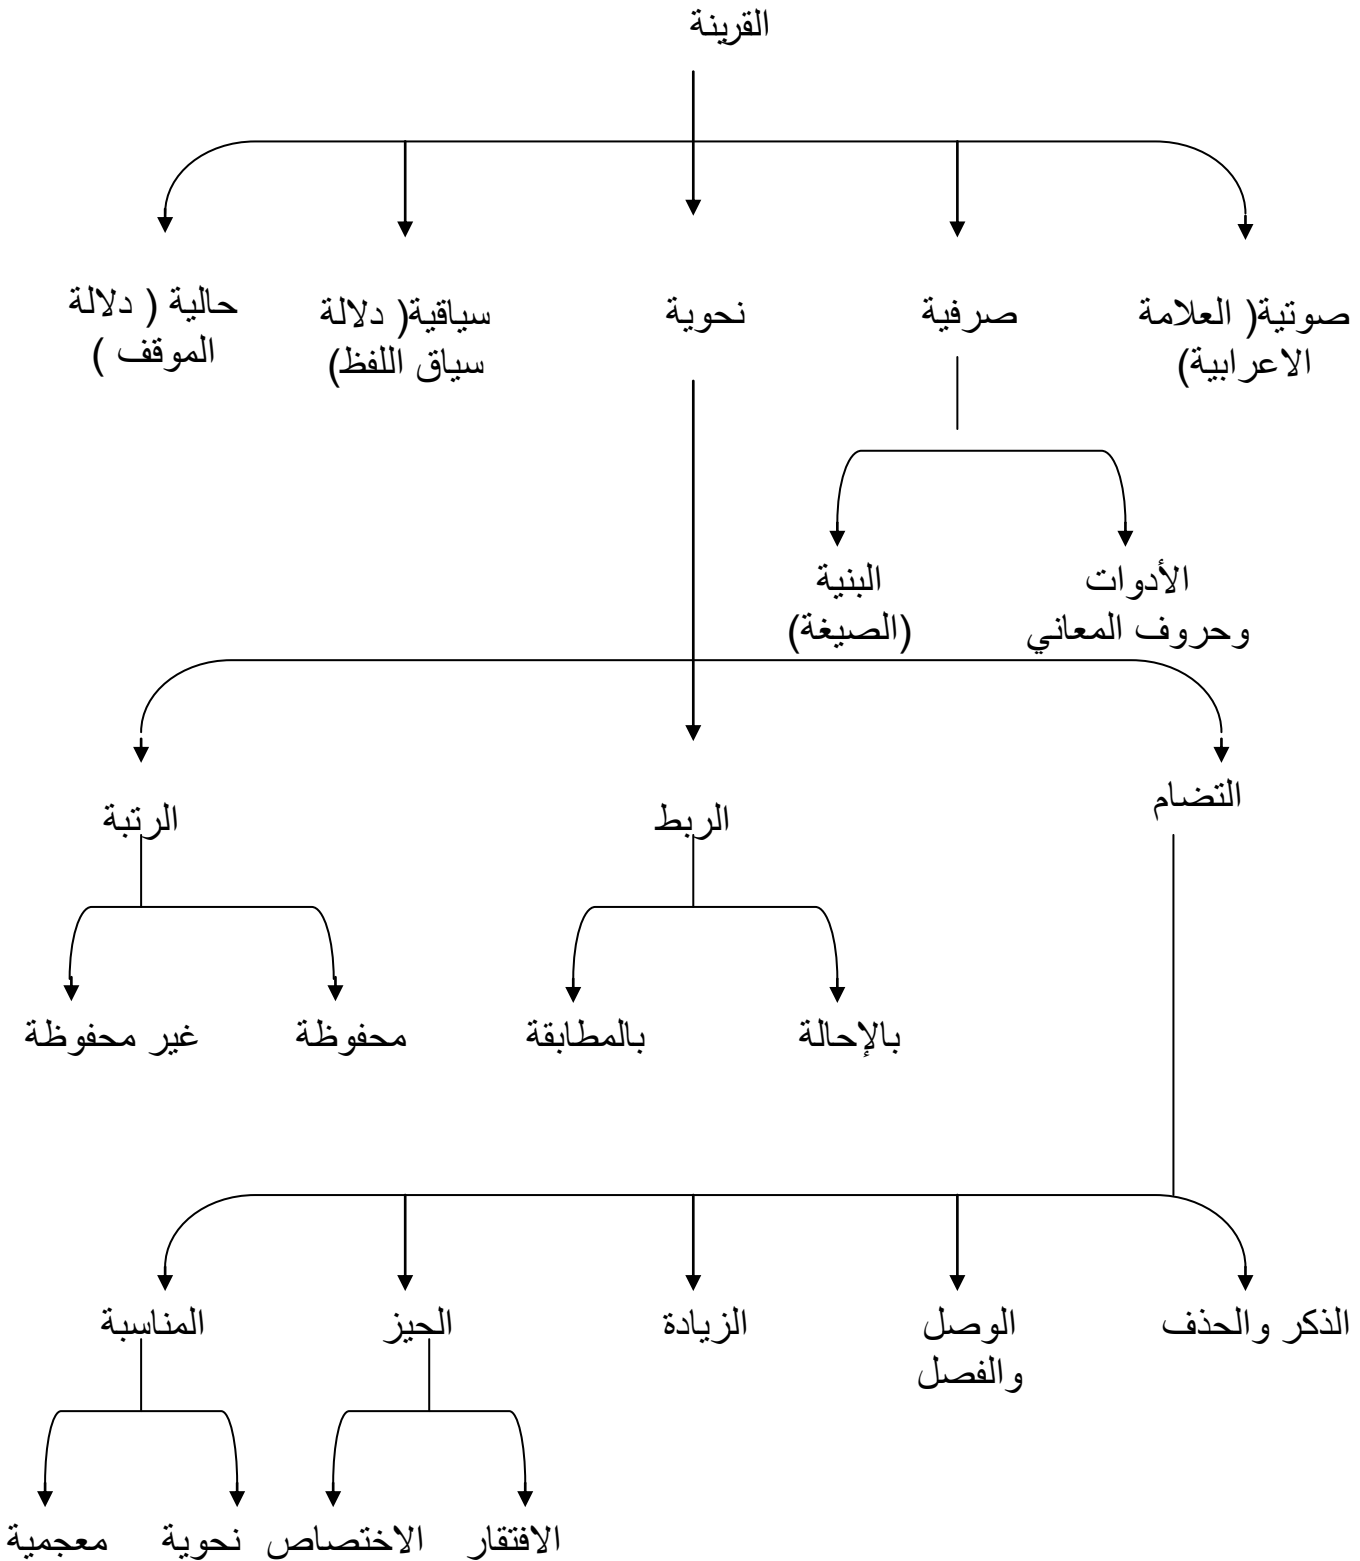 القرينة
صوتية( العلامة
الاعرابية)
صرفية
نحوية
سياقية( دلالة
سياق اللفظ)
حالية ( دلالة
الموقف )
الأدوات
وحروف المعاني
البنية
(الصيغة)
التضام
الربط
الرتبة
بالإحالة
بالمطابقة
محفوظة
غير محفوظة
الذكر والحذف
الوصل
والفصل
الزيادة
الحيز
المناسبة
الافتقار
الاختصاص
نحوية
معجمية